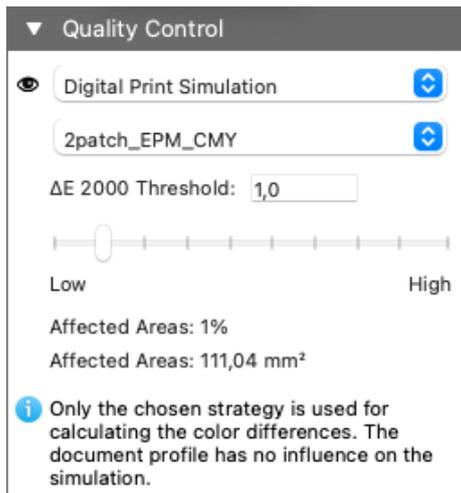 Quality Control
Digital Print Simulation
2patch_EPM_CMY
ΔE 2000 Threshold: 1,0
Low High
Affected Areas: 1%
Affected Areas: 111,04 mm²
Only the chosen strategy is used for
calculating the color differences. The
document profile has no influence on the
simulation.